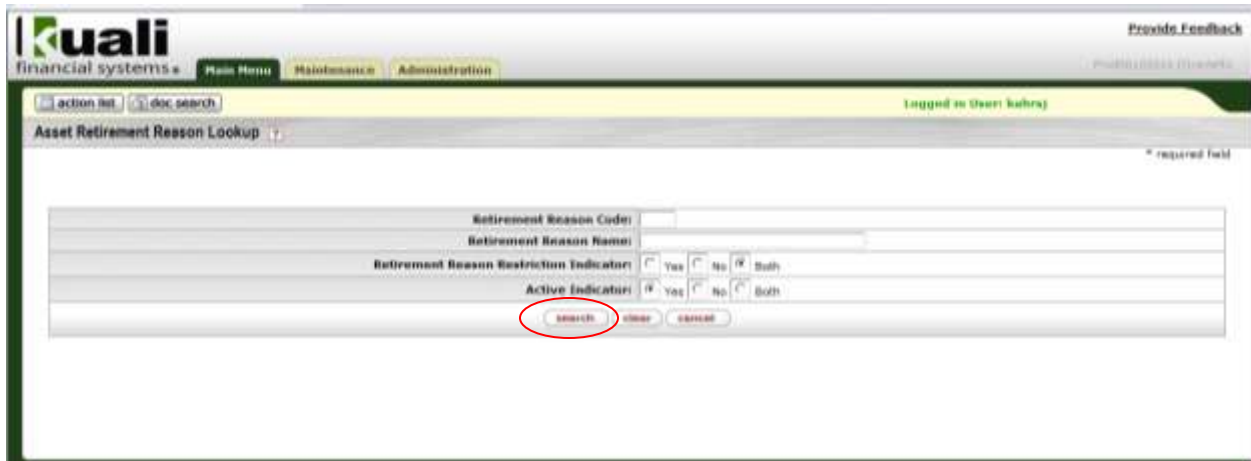 kuali
Provide Feedback
financial systems
Main Menu Maintenance Administration
action list doc search
Logged in User: kuhraj
Asset Retirement Reason Lookup ?
* required field
Retirement Reason Code:
Retirement Reason Name:
Retirement Reason Restriction Indicator: Yes No Both
Active Indicator: Yes No Both
search clear cancel